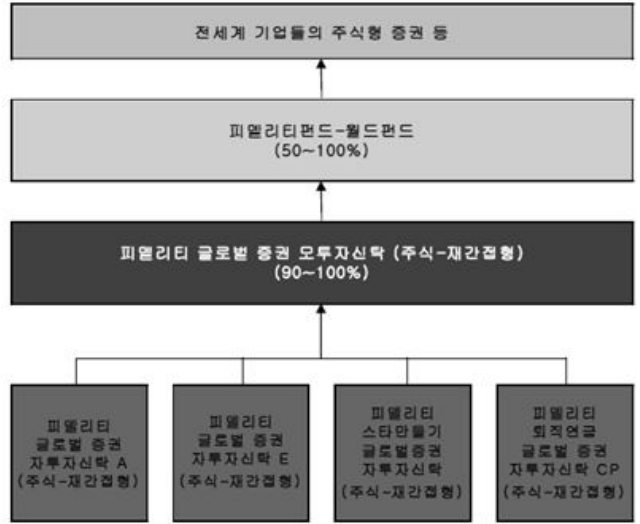 전세계 기업들의 주식형 증권 등
피델리티펀드-월드펀드
(50~100%)
피델리티 글로벌 증권 모투자신탁 (주식-재간접형)
(90~100%)
피델리티
글로벌 증권
자투자신탁 A
(주식-재간접형)
피델리티
글로벌 증권
자투자신탁 E
(주식-재간접형)
피델리티
스타만들기
글로벌증권
자투자신탁
(주식-재간접형)
피델리티
퇴직연금
글로벌 증권
자투자신탁 CP
(주식-재간접형)